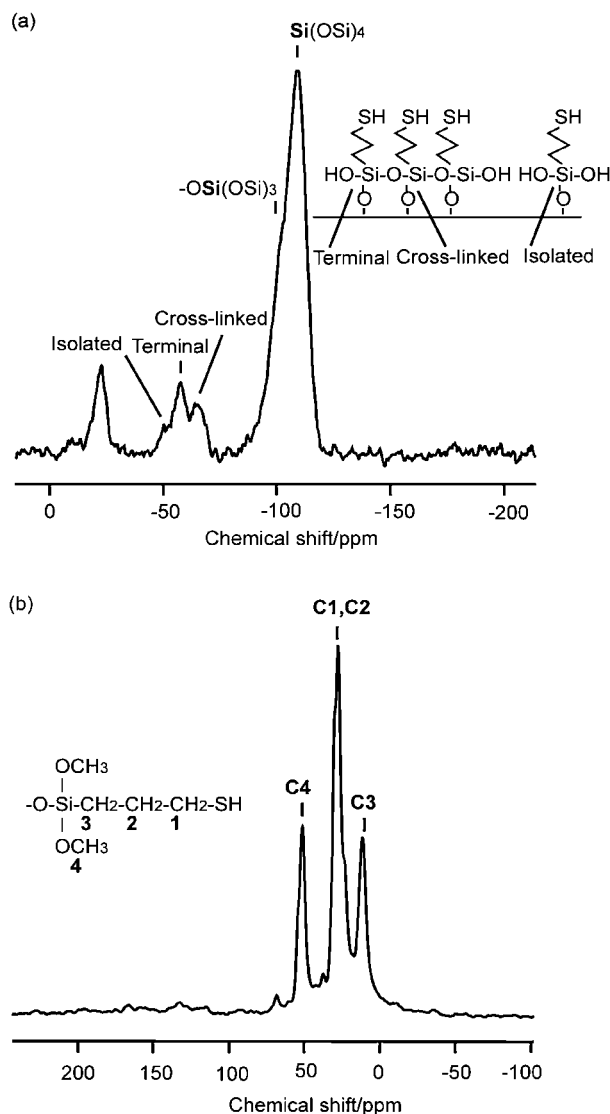 (a)
Si(OSi)4
SH SH SH SH
-OSi(OSi)3
HO-Si-O-Si-O-Si-OH HO-Si-OH
O O O O
Terminal Cross-linked Isolated
Cross-linked
Isolated Terminal
0 -50 -100 -150 -200
Chemical shift/ppm
(b)
C1,C2
OCH3
C4
-O-Si-CH2-CH2-CH2-SH
C3
3 2 1
OCH3
4
200 150 100 50 0 -50 -100
Chemical shift/ppm